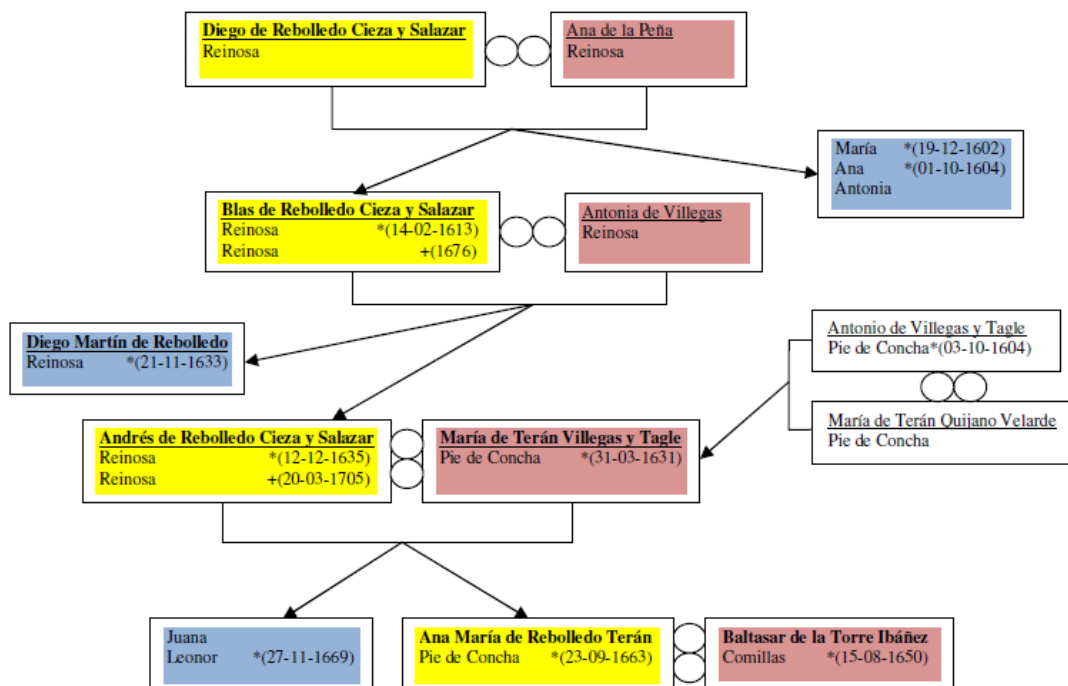 Diego de Rebolledo Cieza y Salazar
Reinosa
Ana de la Peña
Reinosa
María *(19-12-1602)
Ana *(01-10-1604)
Antonia
Blas de Rebolledo Cieza y Salazar
Reinosa *(14-02-1613)
Reinosa +(1676)
Antonia de Villegas
Reinosa
Diego Martín de Rebolledo
Reinosa *(21-11-1633)
Antonio de Villegas y Tagle
Pie de Concha*(03-10-1604)
María de Terán Quijano Velarde
Pie de Concha
Andrés de Rebolledo Cieza y Salazar
Reinosa *(12-12-1635)
Reinosa +(20-03-1705)
María de Terán Villegas y Tagle
Pie de Concha *(31-03-1631)
Juana
Leonor *(27-11-1669)
Ana María de Rebolledo Terán
Pie de Concha *(23-09-1663)
Baltasar de la Torre Ibáñez
Comillas *(15-08-1650)